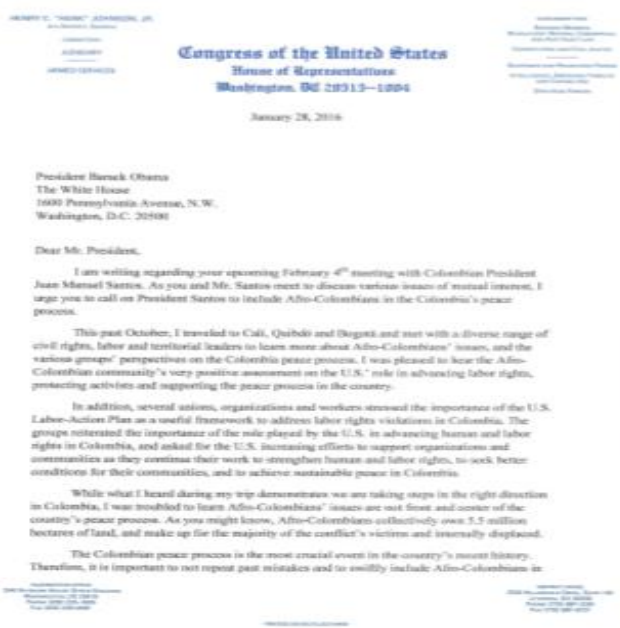 HENRY C. "HANK" JOHNSON, JR.
ARMED SERVICES
Congress of the United States
House of Representatives
Washington, DC 20515-1004
January 28, 2016
President Barack Obama
The White House
1600 Pennsylvania Avenue, N.W.
Washington, D.C. 20500
Dear Mr. President,
I am writing regarding your upcoming February 4th meeting with Colombian President
Juan Manuel Santos. As you and Mr. Santos meet to discuss various issues of mutual interest, I
urge you to call on President Santos to include Afro-Colombians in the Colombia's peace
process.
This past October, I traveled to Cali, Quibdó and Bogotá and met with a diverse range of
civil rights, labor and territorial leaders to learn more about Afro-Colombians' issues, and the
various groups' perspectives on the Colombia peace process. I was pleased to hear the Afro-
Colombian community's very positive assessment on the U.S.' role in advancing labor rights,
protecting activists and supporting the peace process in the country.
In addition, several unions, organizations and workers stressed the importance of the U.S.
Labor-Action Plan as a useful framework to address labor rights violations in Colombia. The
groups reiterated the importance of the role played by the U.S. in advancing human and labor
rights in Colombia, and asked for the U.S. increasing efforts to support organizations and
communities as they continue their work to strengthen human and labor rights, to seek better
conditions for their communities, and to achieve sustainable peace in Colombia.
While what I heard during my trip demonstrates we are taking steps in the right direction
in Colombia, I was troubled to learn Afro-Colombians' issues are not front and center of the
country's peace process. As you might know, Afro-Colombians collectively own 5.5 million
hectares of land, and make up for the majority of the conflict's victims and internally displaced.
The Colombian peace process is the most crucial event in the country's recent history.
Therefore, it is important to not repeat past mistakes and to swiftly include Afro-Colombians in